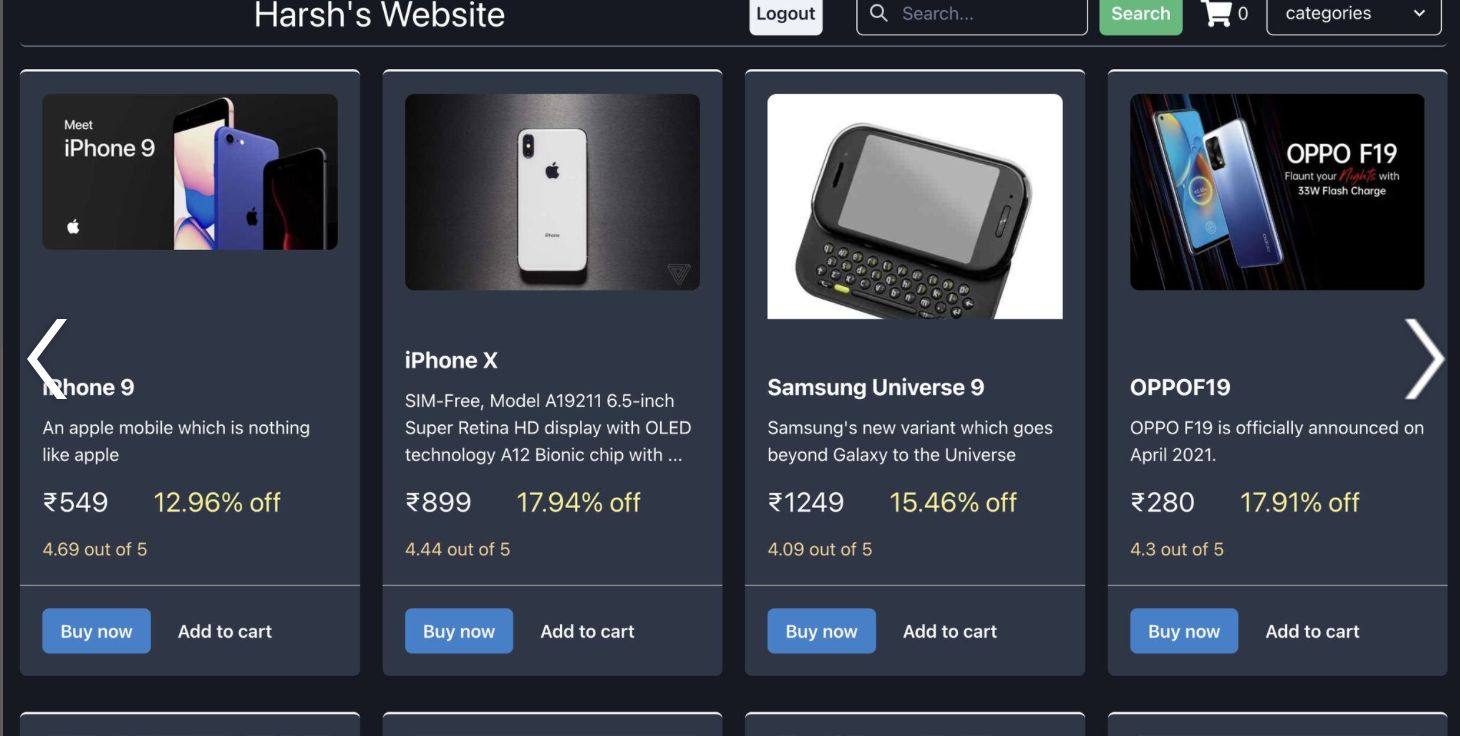 Harsh's Website
Logout
Search...
Search
0
categories
Meet
iPhone 9
iPhone
OPPO F19
Flaunt your Nights with
33W Flash Charge
iPhone 9
An apple mobile which is nothing
like apple
₹549 12.96% off
4.69 out of 5
Buy now Add to cart
iPhone X
SIM-Free, Model A19211 6.5-inch
Super Retina HD display with OLED
technology A12 Bionic chip with ...
₹899 17.94% off
4.44 out of 5
Buy now Add to cart
Samsung Universe 9
Samsung's new variant which goes
beyond Galaxy to the Universe
₹1249 15.46% off
4.09 out of 5
Buy now Add to cart
OPPOF19
OPPO F19 is officially announced on
April 2021.
₹280 17.91% off
4.3 out of 5
Buy now Add to cart